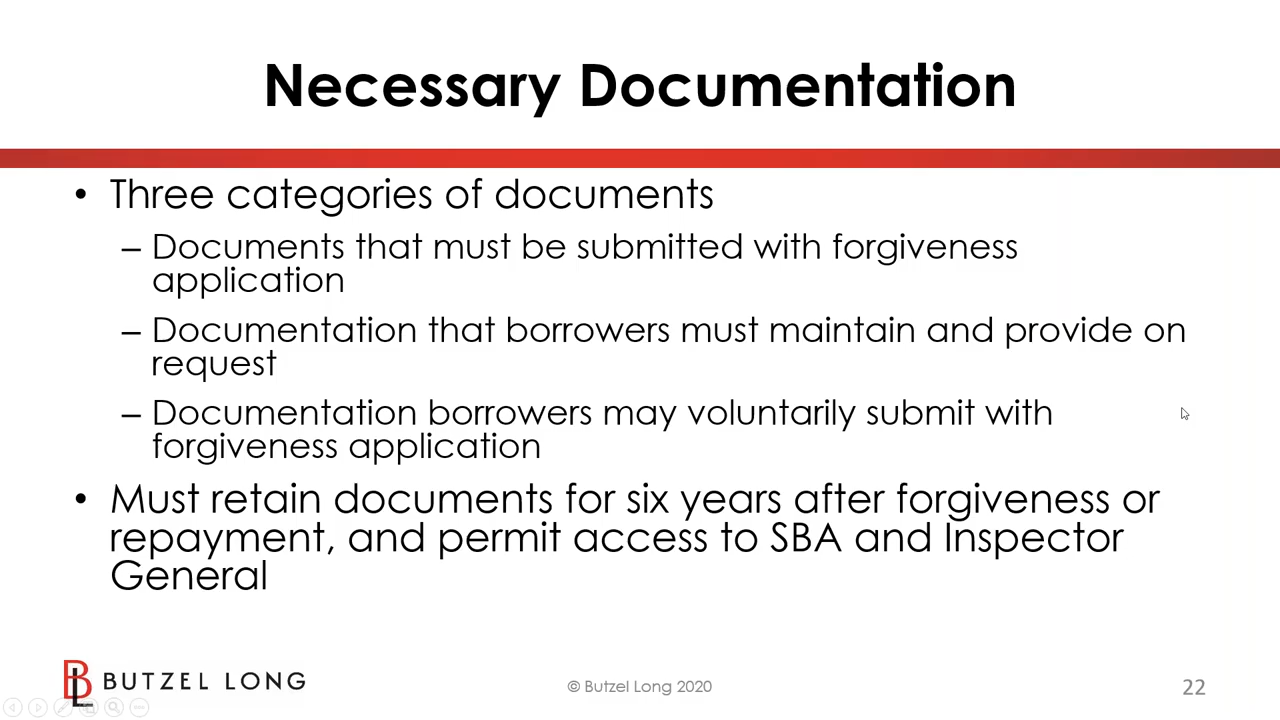 Necessary Documentation
• Three categories of documents
– Documents that must be submitted with forgiveness
application
– Documentation that borrowers must maintain and provide on
request
– Documentation borrowers may voluntarily submit with
forgiveness application
• Must retain documents for six years after forgiveness or
repayment, and permit access to SBA and Inspector
General
BL BUTZEL LONG
© Butzel Long 2020
22